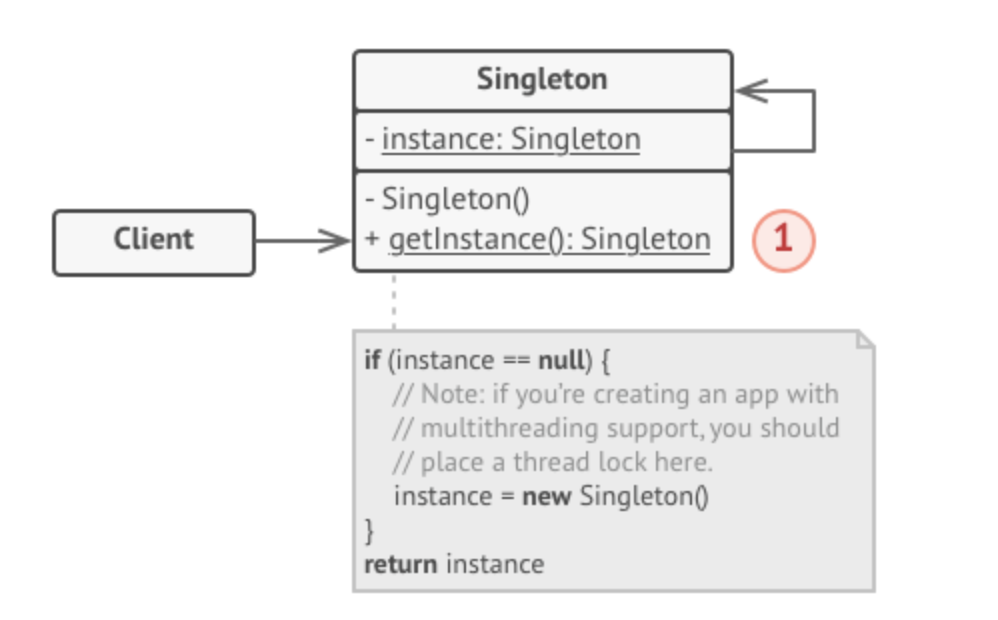 Singleton
- instance: Singleton
- Singleton()
+ getInstance(): Singleton
Client
1
if (instance == null) {
// Note: if you’re creating an app with
// multithreading support, you should
// place a thread lock here.
instance = new Singleton()
}
return instance